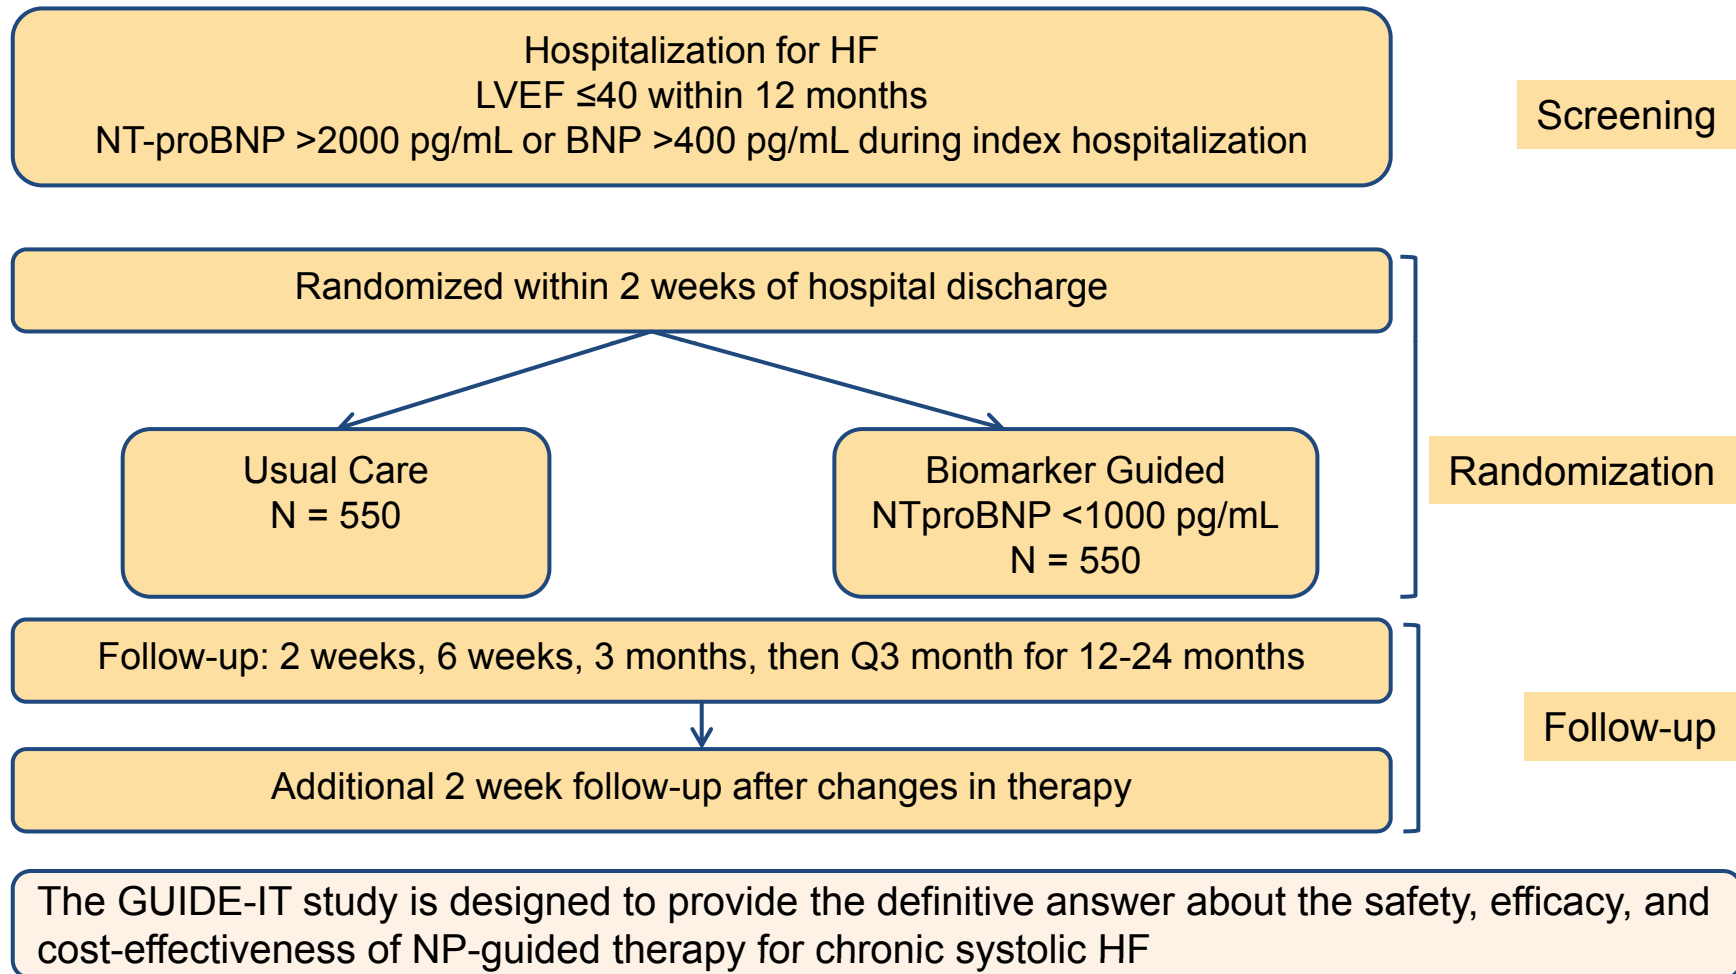 Hospitalization for HF
LVEF ≤40 within 12 months
NT-proBNP >2000 pg/mL or BNP >400 pg/mL during index hospitalization
Screening
Randomized within 2 weeks of hospital discharge
Usual Care
N = 550
Biomarker Guided
NTproBNP <1000 pg/mL
N = 550
Randomization
Follow-up: 2 weeks, 6 weeks, 3 months, then Q3 month for 12-24 months
Additional 2 week follow-up after changes in therapy
Follow-up
The GUIDE-IT study is designed to provide the definitive answer about the safety, efficacy, and
cost-effectiveness of NP-guided therapy for chronic systolic HF